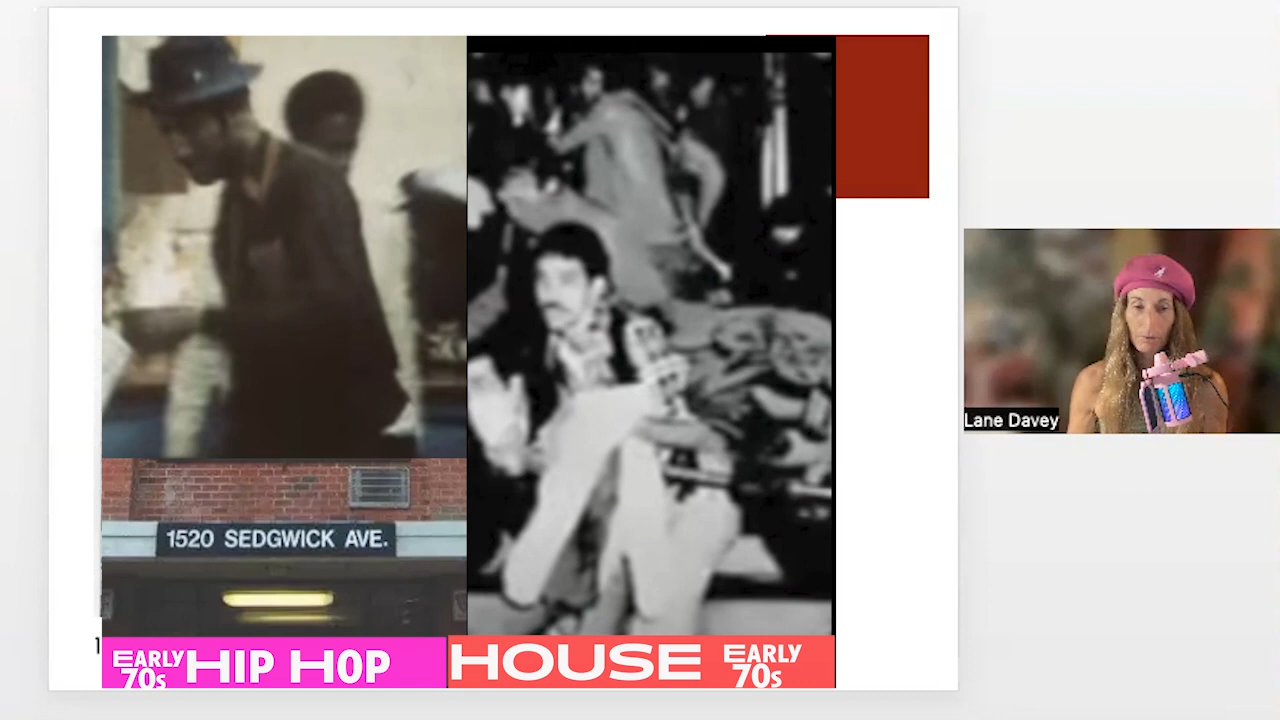 1520 SEDGWICK AVE.
EARLY
70s
HIP HOP
HOUSE
EARLY
70s
Lane Davey